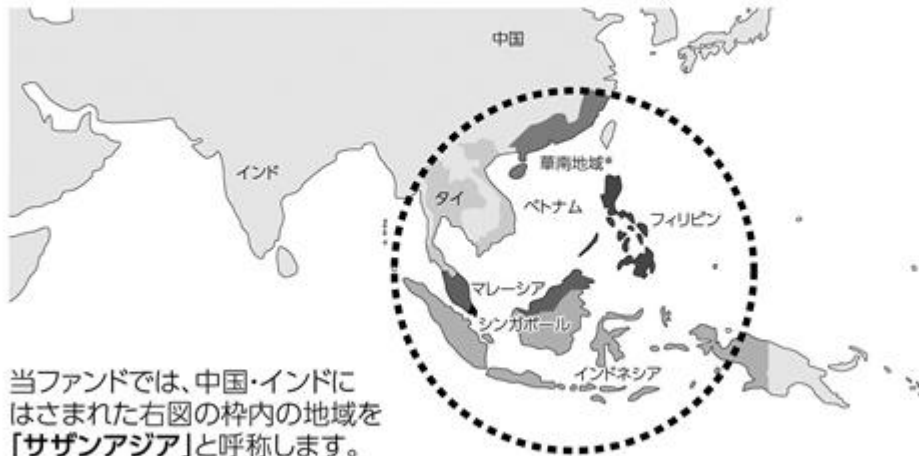 中国
インド
華南地域*
タイ
ベトナム
フィリピン
マレーシア
シンガポール
インドネシア
当ファンドでは、中国・インドに
はさまれた右図の枠内の地域を
「サザンアジア」と呼称します。